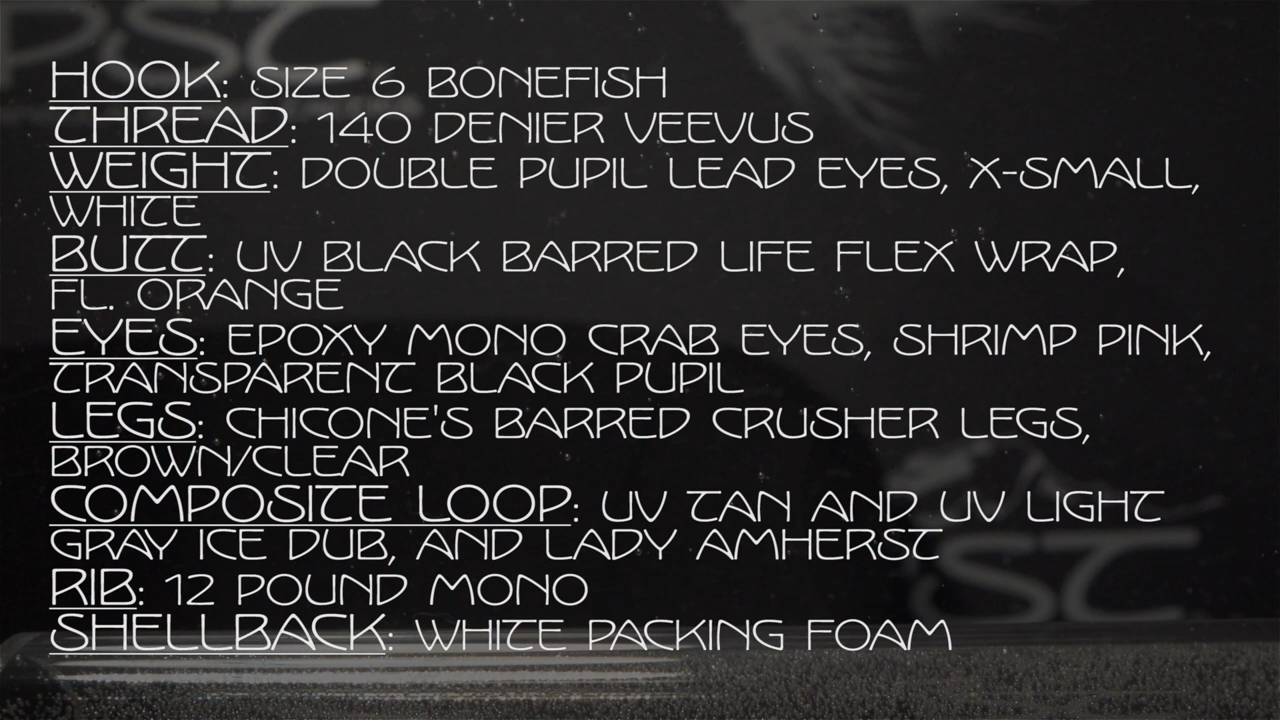 HOOK: SIZE 6 BONEFISH
THREAD: 140 DENIER VEEVUS
WEIGHT: DOUBLE PUPIL LEAD EYES, X-SMALL,
WHITE
BUTT: UV BLACK BARRED LIFE FLEX WRAP,
FL. ORANGE
EYES: EPOXY MONO CRAB EYES, SHRIMP PINK,
TRANSPARENT BLACK PUPIL
LEGS: CHICONE'S BARRED CRUSHER LEGS,
BROWN/CLEAR
COMPOSITE LOOP: UV TAN AND UV LIGHT
GRAY ICE DUB, AND LADY AMHERST
RIB: 12 POUND MONO
SHELLBACK: WHITE PACKING FOAM